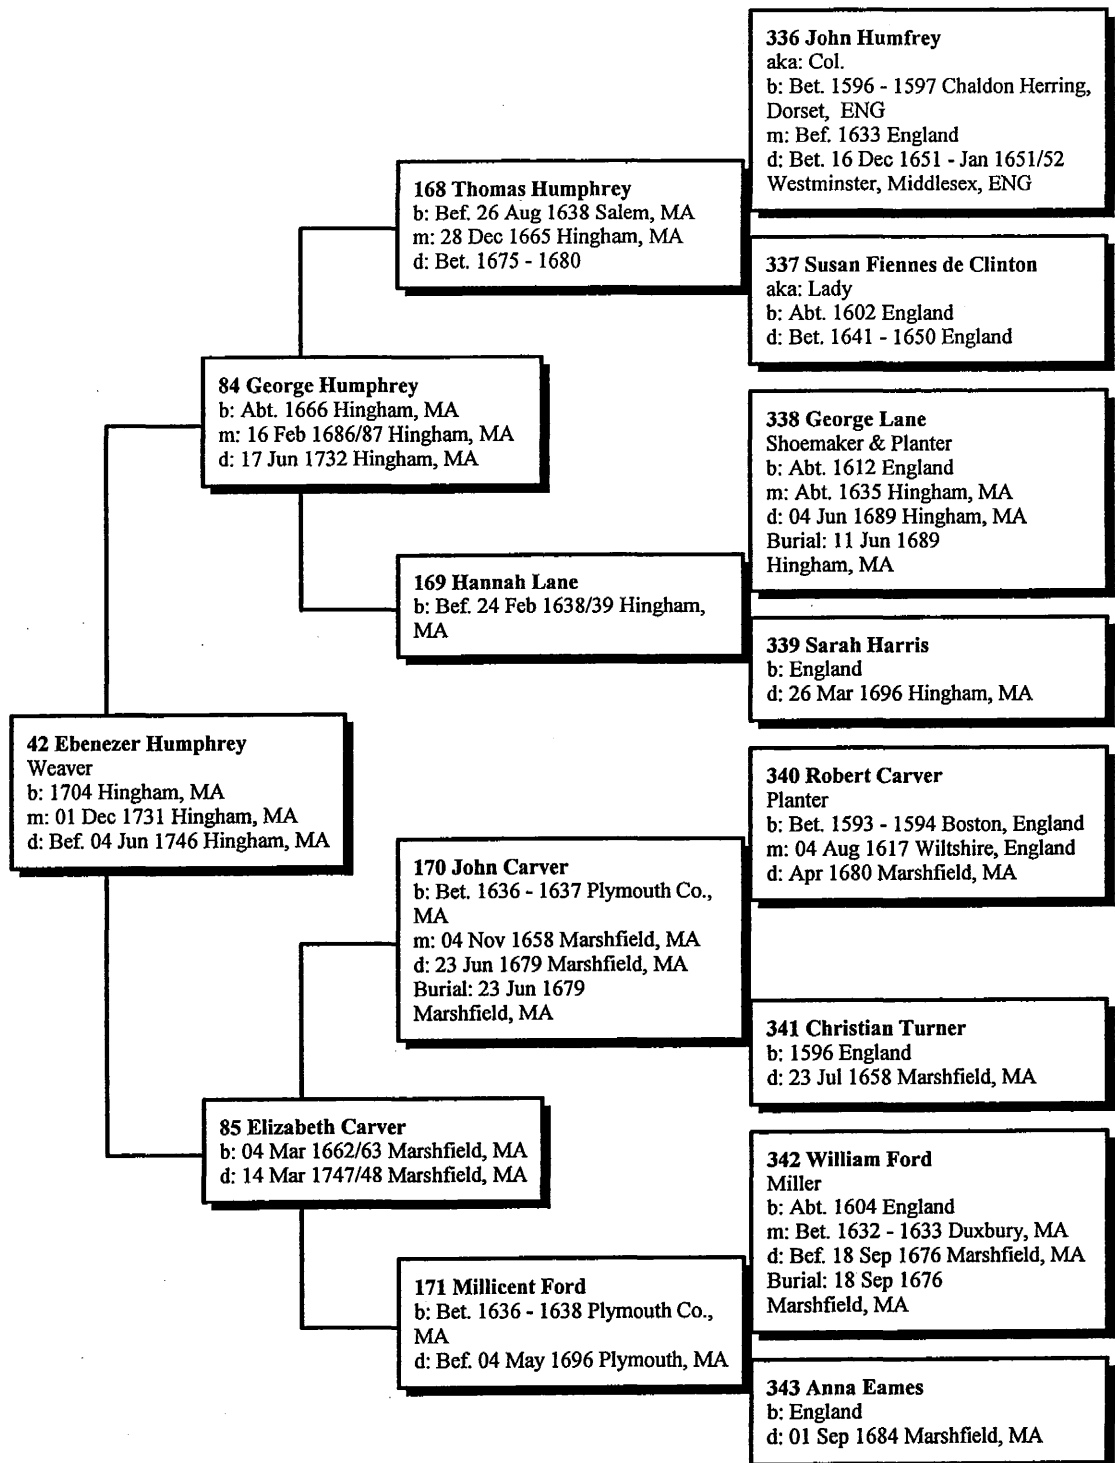 336 John Humfrey
aka: Col.
b: Bet. 1596 - 1597 Chaldon Herring,
Dorset, ENG
m: Bef. 1633 England
d: Bet. 16 Dec 1651 - Jan 1651/52
Westminster, Middlesex, ENG
168 Thomas Humphrey
b: Bef. 26 Aug 1638 Salem, MA
m: 28 Dec 1665 Hingham, MA
d: Bet. 1675 - 1680
337 Susan Fiennes de Clinton
aka: Lady
b: Abt. 1602 England
d: Bet. 1641 - 1650 England
84 George Humphrey
b: Abt. 1666 Hingham, MA
m: 16 Feb 1686/87 Hingham, MA
d: 17 Jun 1732 Hingham, MA
338 George Lane
Shoemaker & Planter
b: Abt. 1612 England
m: Abt. 1635 Hingham, MA
d: 04 Jun 1689 Hingham, MA
Burial: 11 Jun 1689
Hingham, MA
169 Hannah Lane
b: Bef. 24 Feb 1638/39 Hingham,
MA
339 Sarah Harris
b: England
d: 26 Mar 1696 Hingham, MA
42 Ebenezer Humphrey
Weaver
b: 1704 Hingham, MA
m: 01 Dec 1731 Hingham, MA
d: Bef. 04 Jun 1746 Hingham, MA
340 Robert Carver
Planter
b: Bet. 1593 - 1594 Boston, England
m: 04 Aug 1617 Wiltshire, England
d: Apr 1680 Marshfield, MA
170 John Carver
b: Bet. 1636 - 1637 Plymouth Co.,
MA
m: 04 Nov 1658 Marshfield, MA
d: 23 Jun 1679 Marshfield, MA
Burial: 23 Jun 1679
Marshfield, MA
341 Christian Turner
b: 1596 England
d: 23 Jul 1658 Marshfield, MA
85 Elizabeth Carver
b: 04 Mar 1662/63 Marshfield, MA
d: 14 Mar 1747/48 Marshfield, MA
342 William Ford
Miller
b: Abt. 1604 England
m: Bet. 1632 - 1633 Duxbury, MA
d: Bef. 18 Sep 1676 Marshfield, MA
Burial: 18 Sep 1676
Marshfield, MA
171 Millicent Ford
b: Bet. 1636 - 1638 Plymouth Co.,
MA
d: Bef. 04 May 1696 Plymouth, MA
343 Anna Eames
b: England
d: 01 Sep 1684 Marshfield, MA